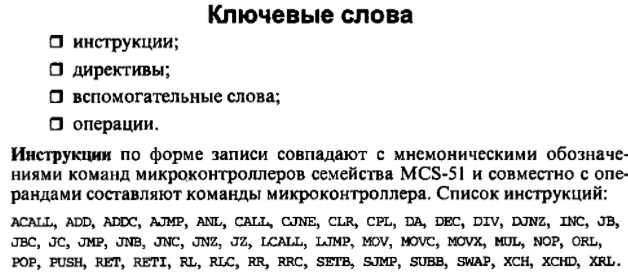 Ключевые слова
❒ инструкции;
❒ директивы;
❒ вспомогательные слова;
❒ операции.
Инструкции по форме записи совпадают с мнемоническими обозначе-
ниями команд микроконтроллеров семейства MCS-51 и совместно с опе-
рандами составляют команды микроконтроллера. Список инструкций:
ACALL, ADD, ADDC, AJMP, ANL, CALL, CJNE, CLR, CPL, DA, DEC, DIV, DJNZ, INC, JB,
JBC, JC, JMP, JNB, JNC, JNZ, JZ, LCALL, LJMP, MOV, MOVC, MOVX, MUL, NOP, ORL,
POP, PUSH, RET, RETI, RL, RLC, RR, RRC, SETB, SJMP, SUBB, SWAP, XCH, XCHD, XRL.